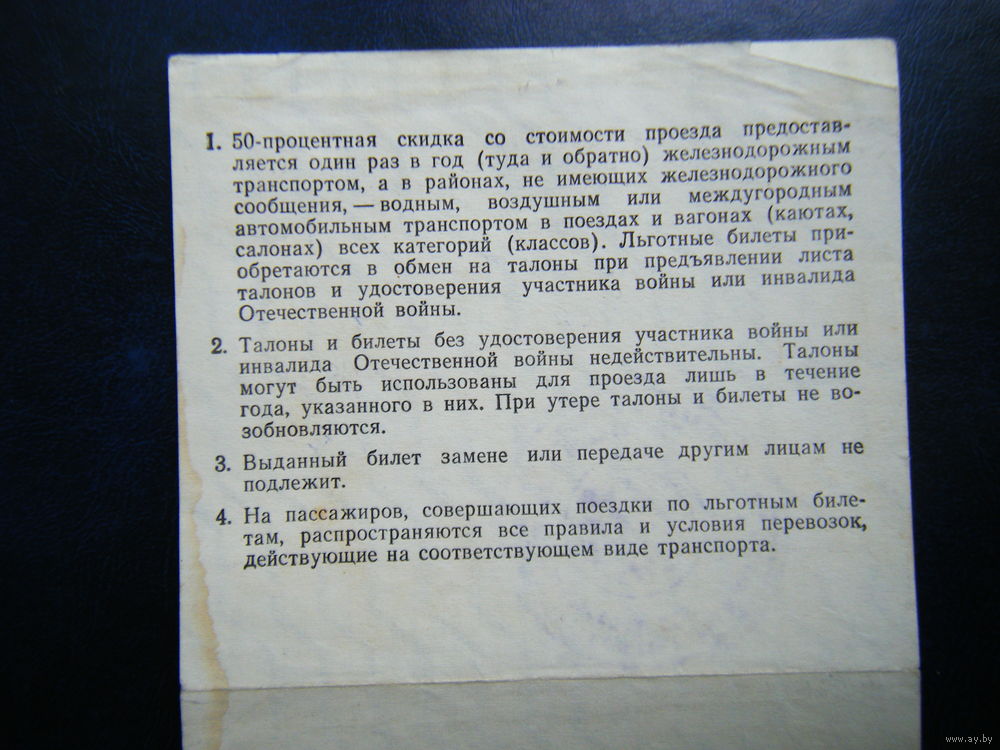 1. 50-процентная скидка со стоимости проезда предостав-
ляется один раз в год (туда и обратно) железнодорожным
транспортом, а в районах, не имеющих железнодорожного
сообщения, — водным, воздушным или междугородным
автомобильным транспортом в поездах и вагонах (каютах,
салонах) всех категорий (классов). Льготные билеты при-
обретаются в обмен на талоны при предъявлении листа
талонов и удостоверения участника войны или инвалида
Отечественной войны.
2. Талоны и билеты без удостоверения участника войны или
инвалида Отечественной войны недействительны. Талоны
могут быть использованы для проезда лишь в течение
года, указанного в них. При утере талоны и билеты не во-
зобновляются.
3. Выданный билет замене или передаче другим лицам не
подлежит.
4. На пассажиров, совершающих поездки по льготным биле-
там, распространяются все правила и условия перевозок,
действующие на соответствующем виде транспорта.
www.ay.by